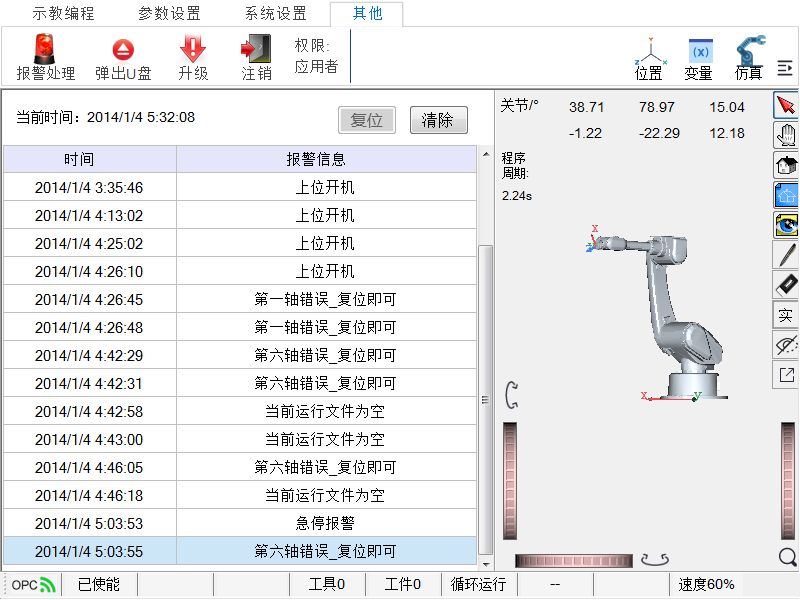 示教编程 参数设置 系统设置 其他
报警处理 弹出U盘 升级 注销
权限:
应用者
位置 (x) 变量 仿真
当前时间: 2014/1/4 5:32:08 复位 清除
时间 报警信息
2014/1/4 3:35:46 上位开机
2014/1/4 4:13:02 上位开机
2014/1/4 4:25:02 上位开机
2014/1/4 4:26:10 上位开机
2014/1/4 4:26:45 第一轴错误_复位即可
2014/1/4 4:26:48 第一轴错误_复位即可
2014/1/4 4:42:29 第六轴错误_复位即可
2014/1/4 4:42:31 第六轴错误_复位即可
2014/1/4 4:42:58 当前运行文件为空
2014/1/4 4:43:00 当前运行文件为空
2014/1/4 4:46:05 第六轴错误_复位即可
2014/1/4 4:46:18 当前运行文件为空
2014/1/4 5:03:53 急停报警
2014/1/4 5:03:55 第六轴错误_复位即可
关节/° 38.71 78.97 15.04
-1.22 -22.29 12.18
程序
周期:
2.24s
X
X Y
实
OPC 已使能 工具0 工件0 循环运行 -- 速度60%